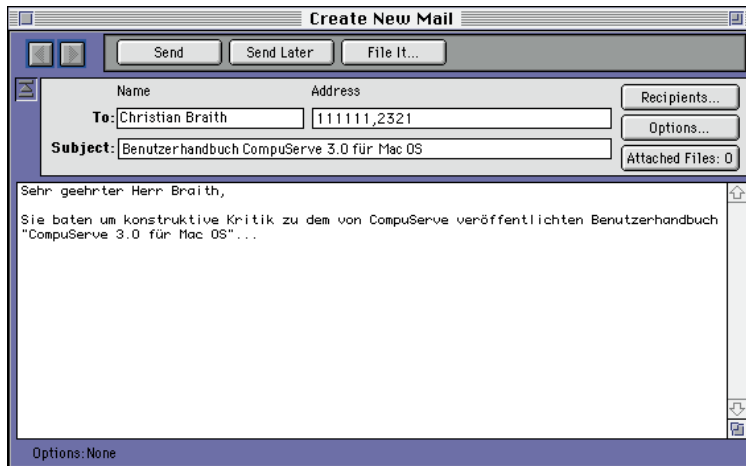 Create New Mail
Send Send Later File It...
Name Address
To: Christian Braith 111111,2321
Recipients...
Options...
Subject: Benutzerhandbuch CompuServe 3.0 für Mac OS
Attached Files: 0
Sehr geehrter Herr Braith,
Sie baten um konstruktive Kritik zu dem von CompuServe veröffentlichten Benutzerhandbuch
"CompuServe 3.0 für Mac OS"...
Options: None